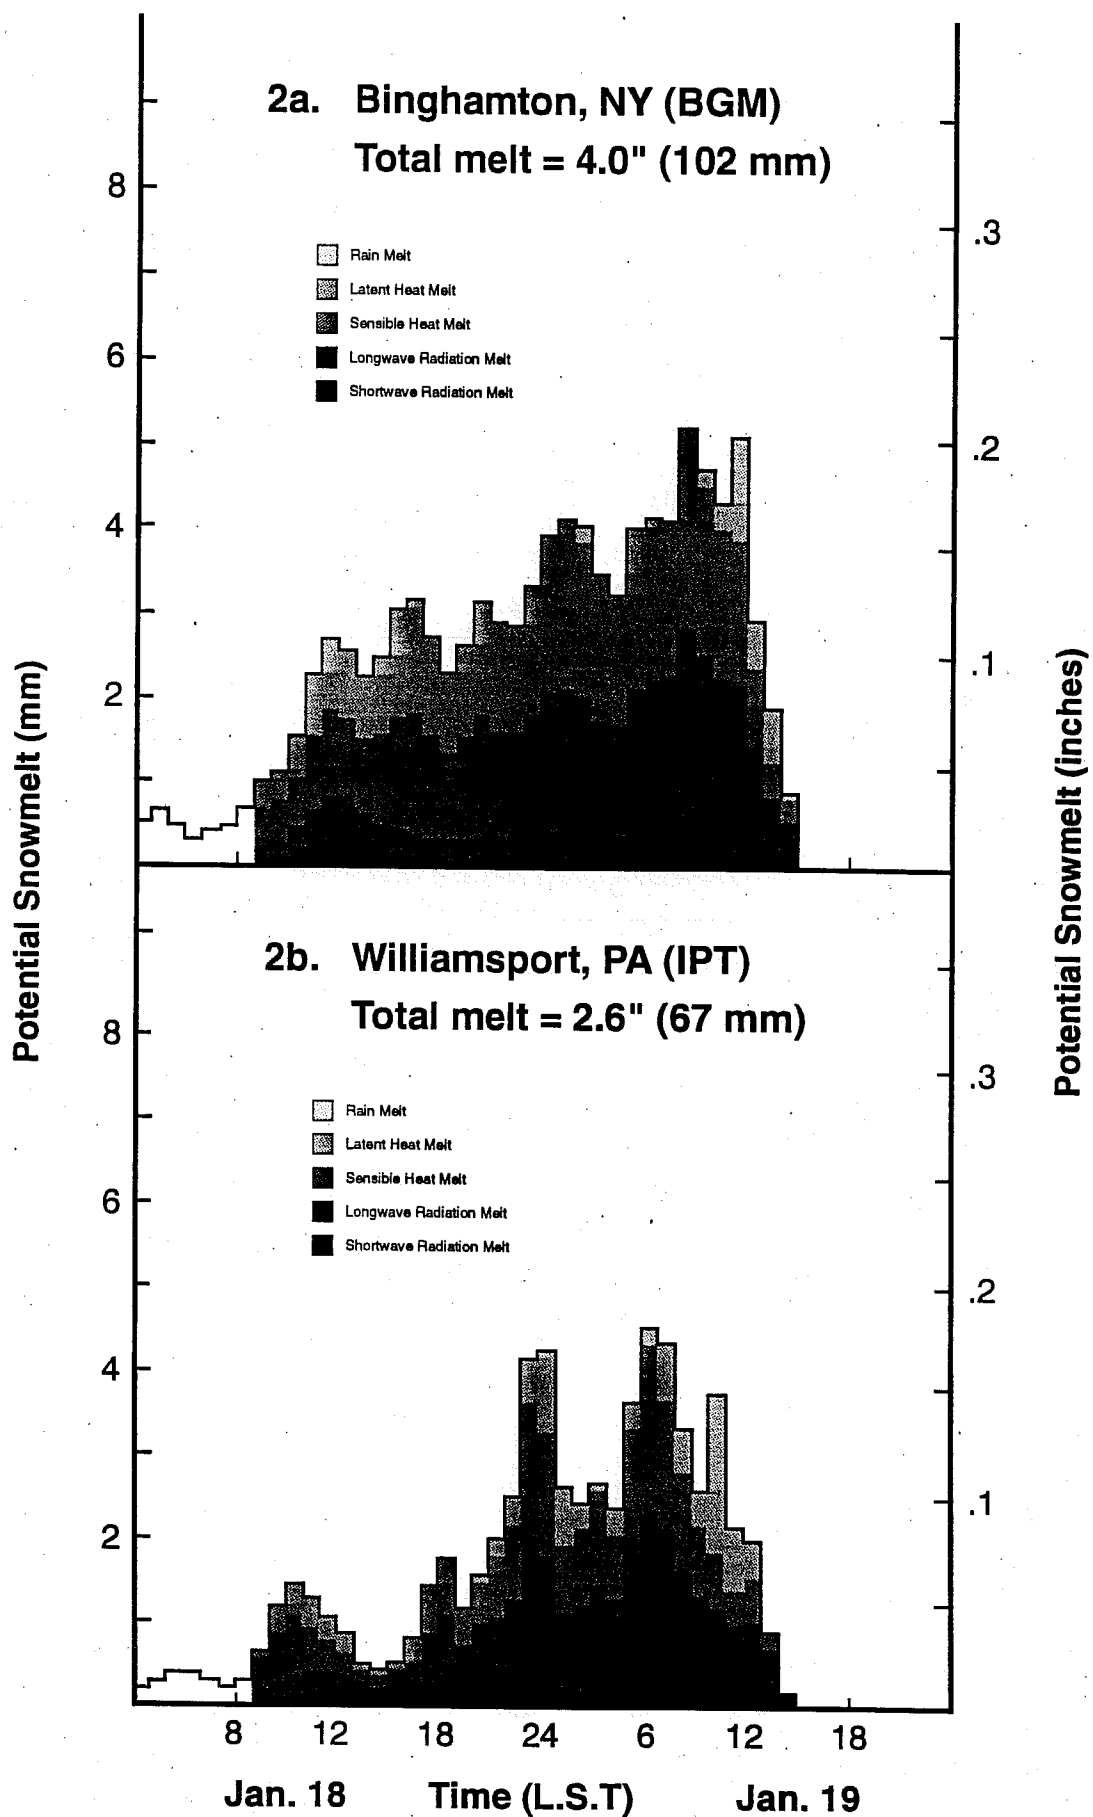 2a. Binghamton, NY (BGM)
Total melt = 4.0" (102 mm)
8
6
4
2
.3
.2
.1
Rain Melt
Latent Heat Melt
Sensible Heat Melt
Longwave Radiation Melt
Shortwave Radiation Melt
Potential Snowmelt (mm)
Potential Snowmelt (inches)
2b. Williamsport, PA (IPT)
Total melt = 2.6" (67 mm)
8
6
4
2
.3
.2
.1
Rain Melt
Latent Heat Melt
Sensible Heat Melt
Longwave Radiation Melt
Shortwave Radiation Melt
8 12 18 24 6 12 18
Jan. 18 Time (L.S.T) Jan. 19